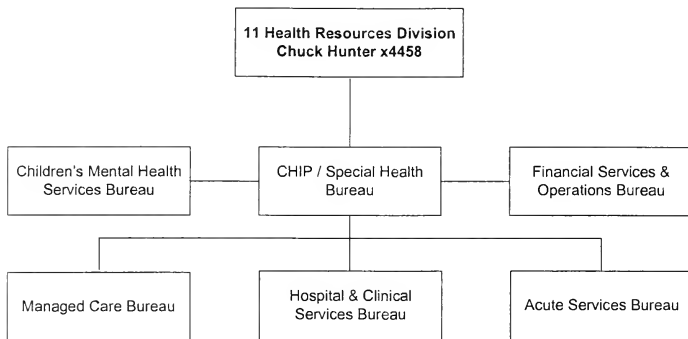 11 Health Resources Division
Chuck Hunter x4458
Children's Mental Health
Services Bureau
CHIP / Special Health
Bureau
Financial Services &
Operations Bureau
Managed Care Bureau
Hospital & Clinical
Services Bureau
Acute Services Bureau